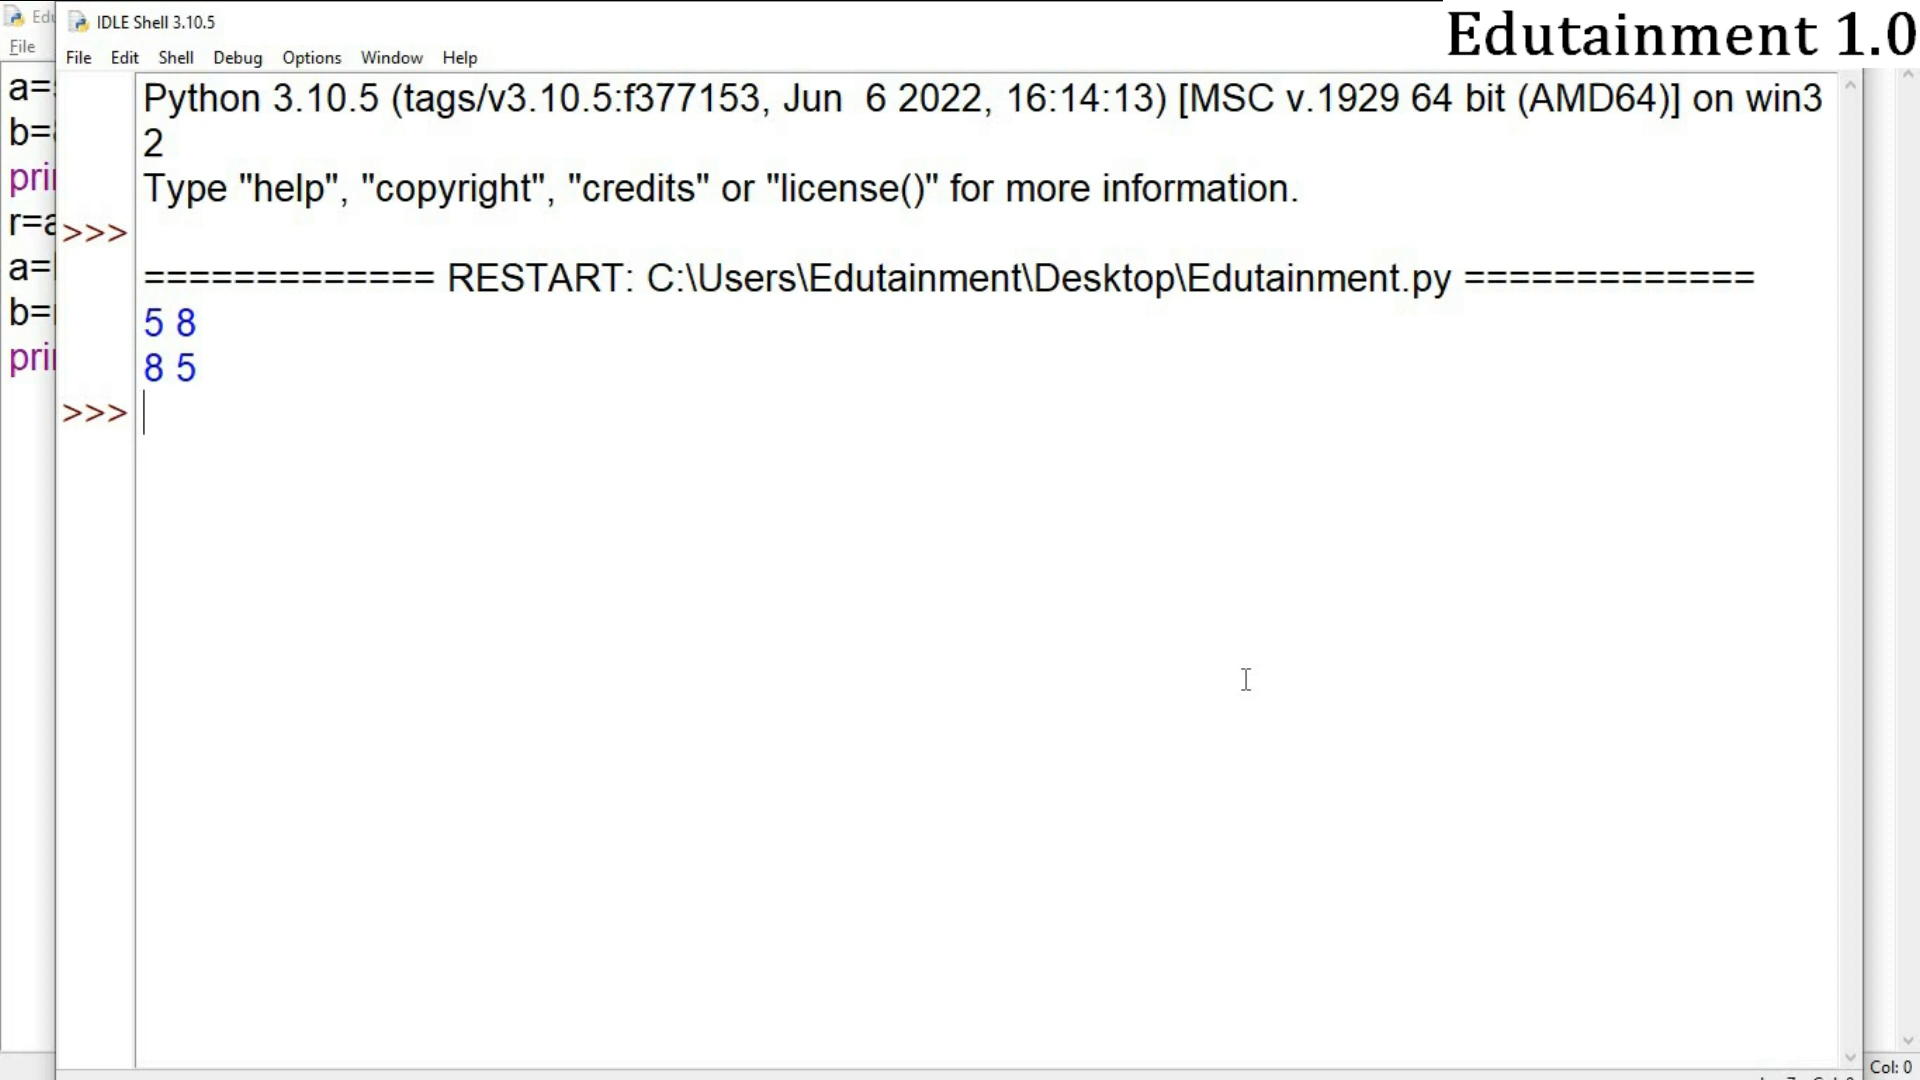 Edu
IDLE Shell 3.10.5
Edutainment 1.0
File
File Edit Shell Debug Options Window Help
a=
b=
prin
r=a
a=
b=
prin
Python 3.10.5 (tags/v3.10.5:f377153, Jun  6 2022, 16:14:13) [MSC v.1929 64 bit (AMD64)] on win3
2
Type "help", "copyright", "credits" or "license()" for more information.
>>>
============= RESTART: C:\Users\Edutainment\Desktop\Edutainment.py =============
5 8
8 5
>>>
Col: 0